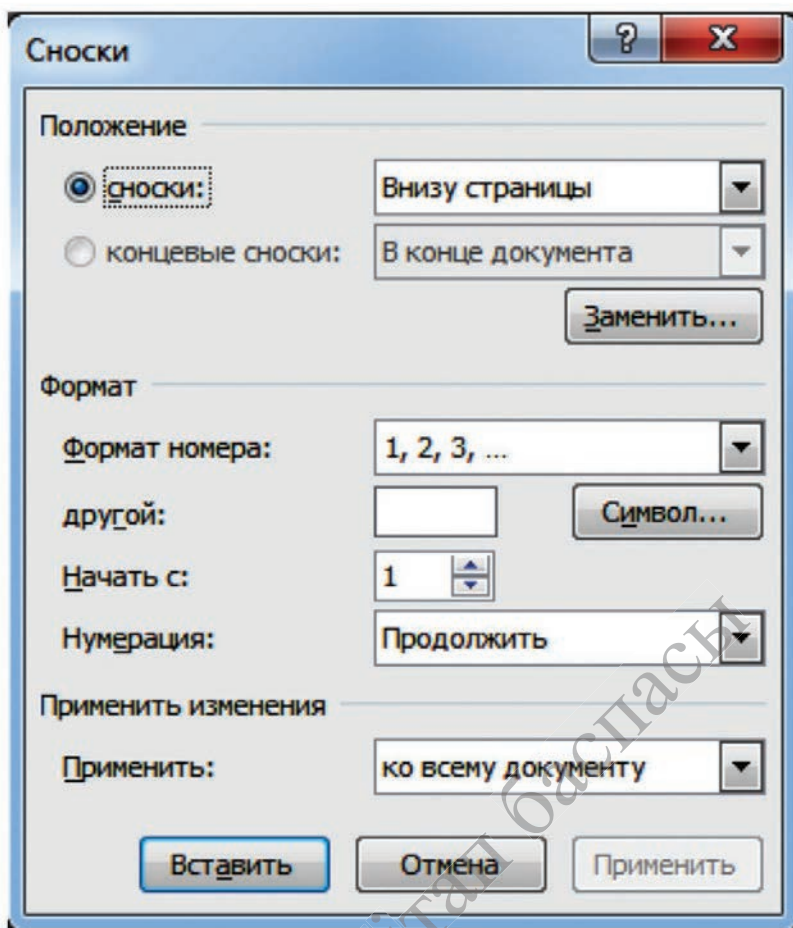 Сноски
Положение
сноски: Внизу страницы
концевые сноски: В конце документа
Заменить...
Формат
Формат номера: 1, 2, 3, ...
другой: Символ...
Начать с: 1
Нумерация: Продолжить
Применить изменения
Применить: ко всему документу
Вставить Отмена Применить
баспасы